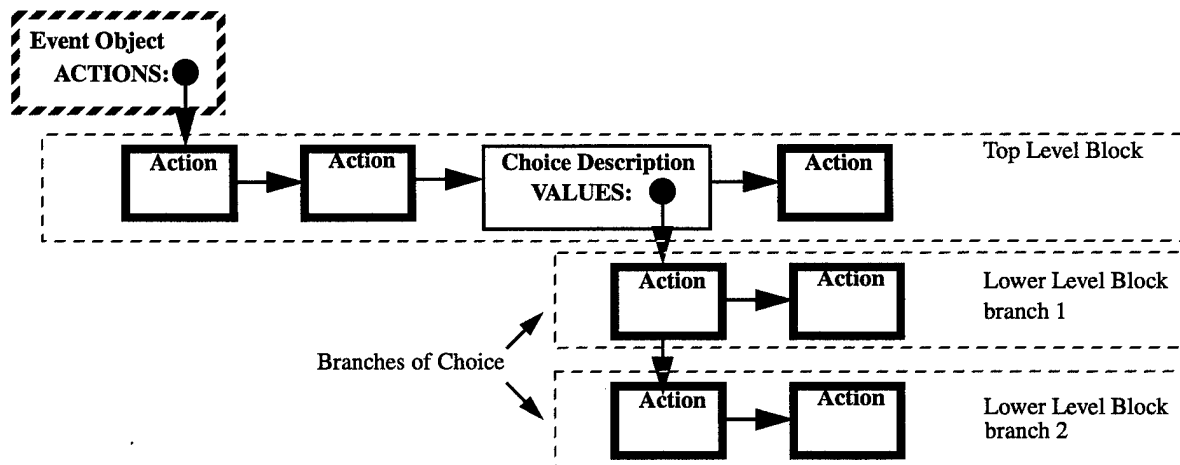 Event Object
ACTIONS:
Action
Action
Choice Description
VALUES:
Action
Top Level Block
Action
Action
Lower Level Block
branch 1
Branches of Choice
Action
Action
Lower Level Block
branch 2